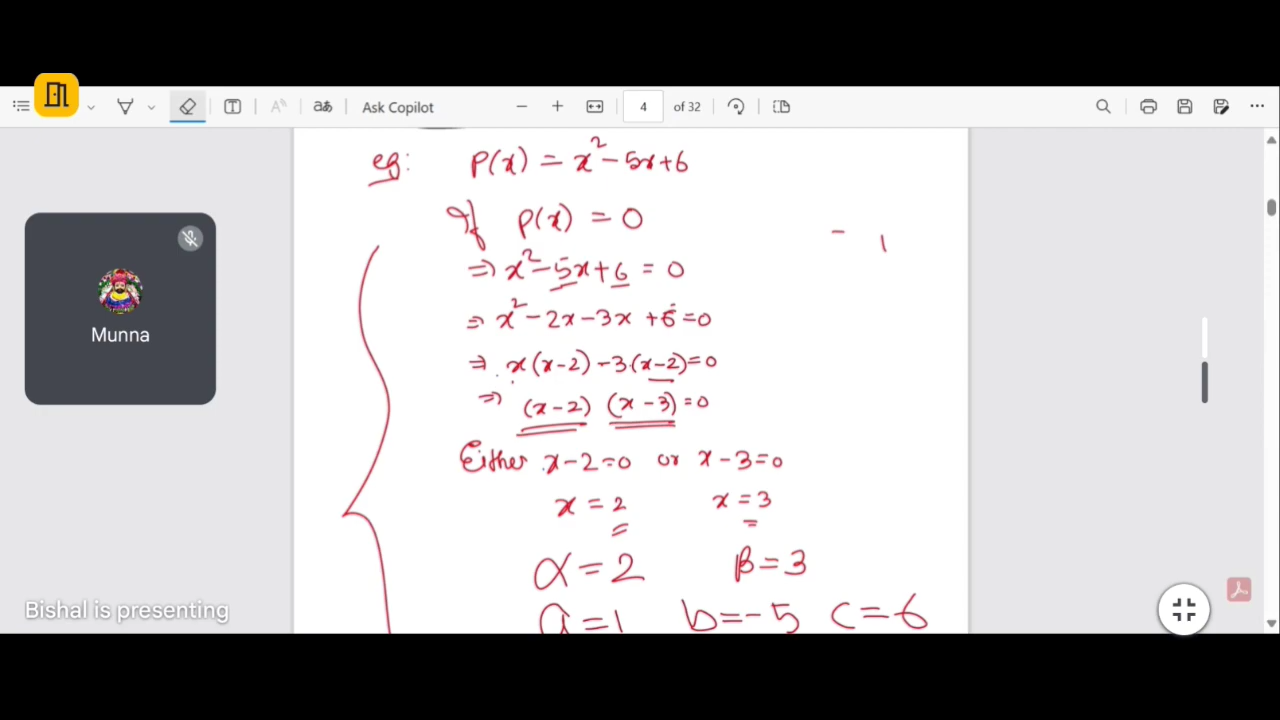 Ask Copilot
4 of 32
eg: P(x) = x² - 5x + 6
If P(x) = 0
⇒ x² - 5x + 6 = 0
⇒ x² - 2x - 3x + 6 = 0
⇒ x(x-2) - 3(x-2) = 0
⇒ (x-2) (x-3) = 0
Either x-2=0 or x-3=0
x = 2 x = 3
α = 2 β = 3
a = 1 b = -5 c = 6
Munna
Bishal is presenting